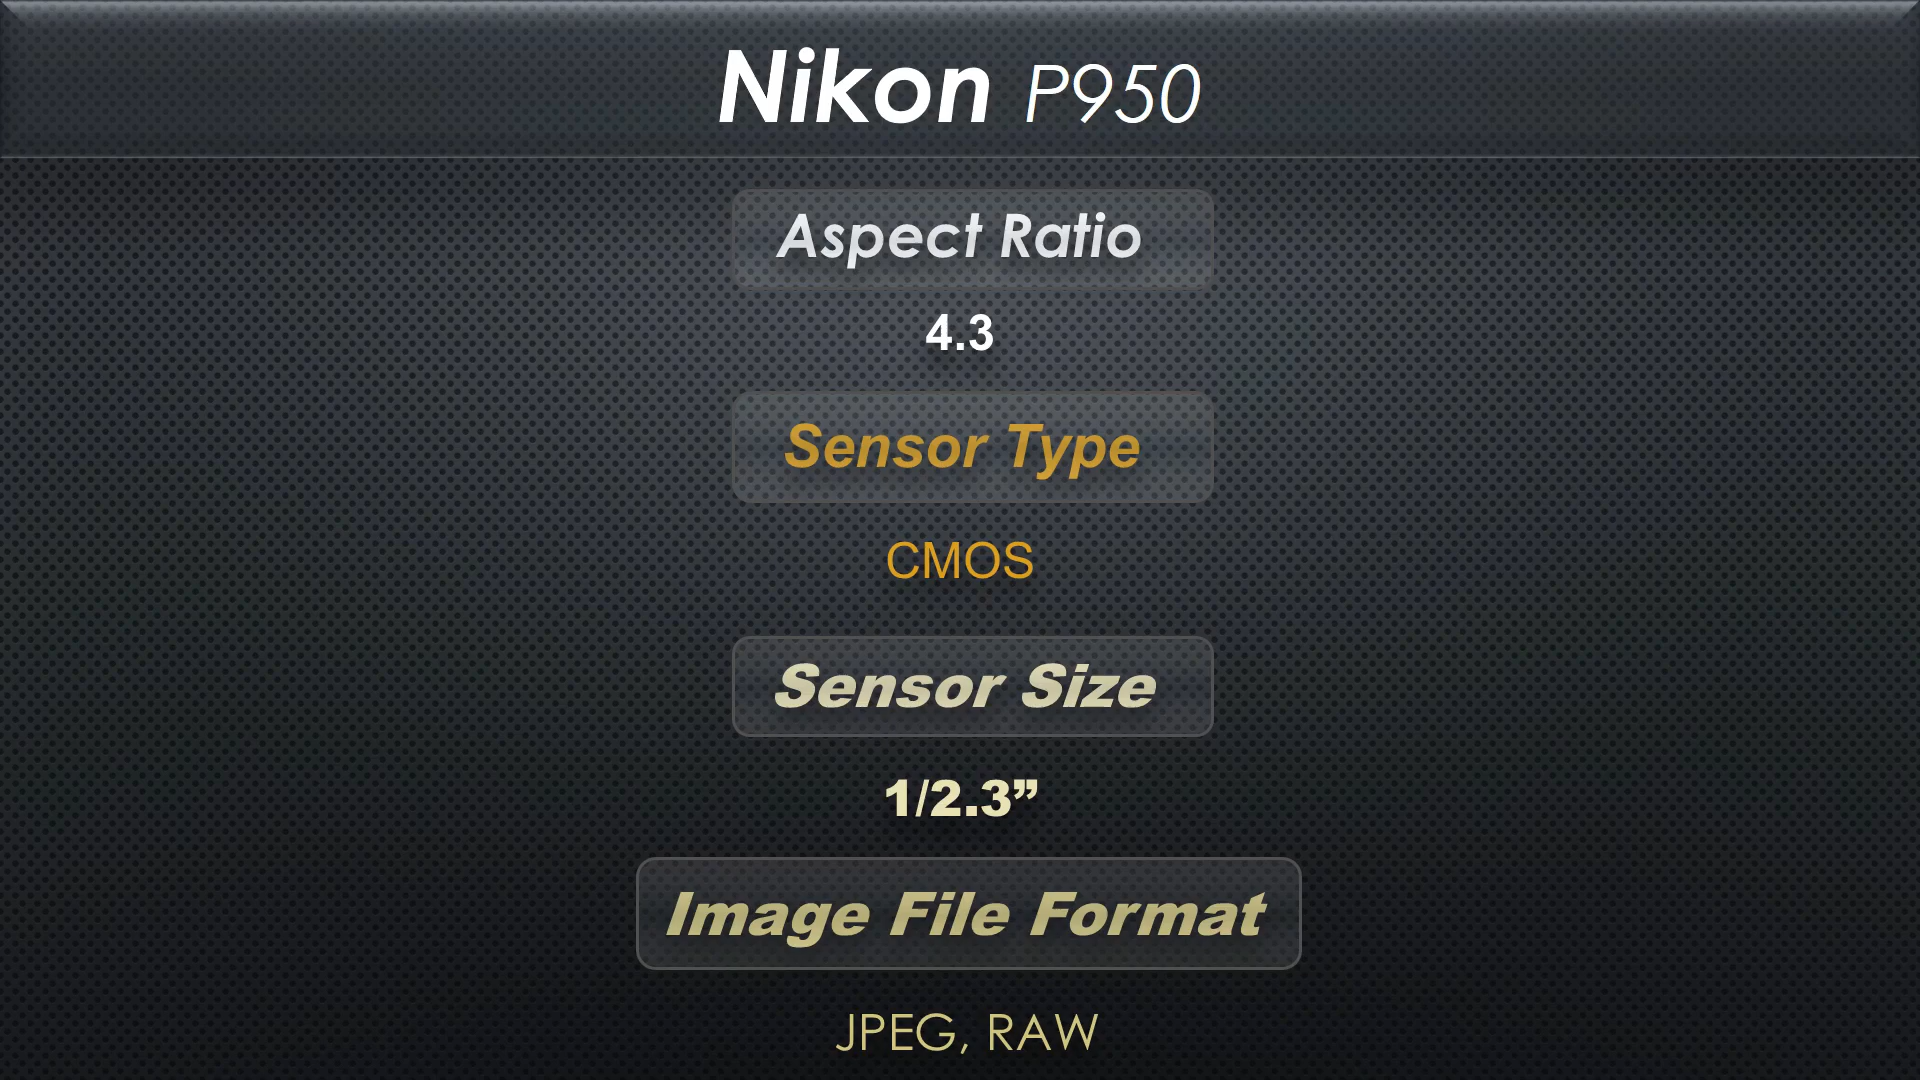 Nikon P950
Aspect Ratio
4.3
Sensor Type
CMOS
Sensor Size
1/2.3”
Image File Format
JPEG, RAW